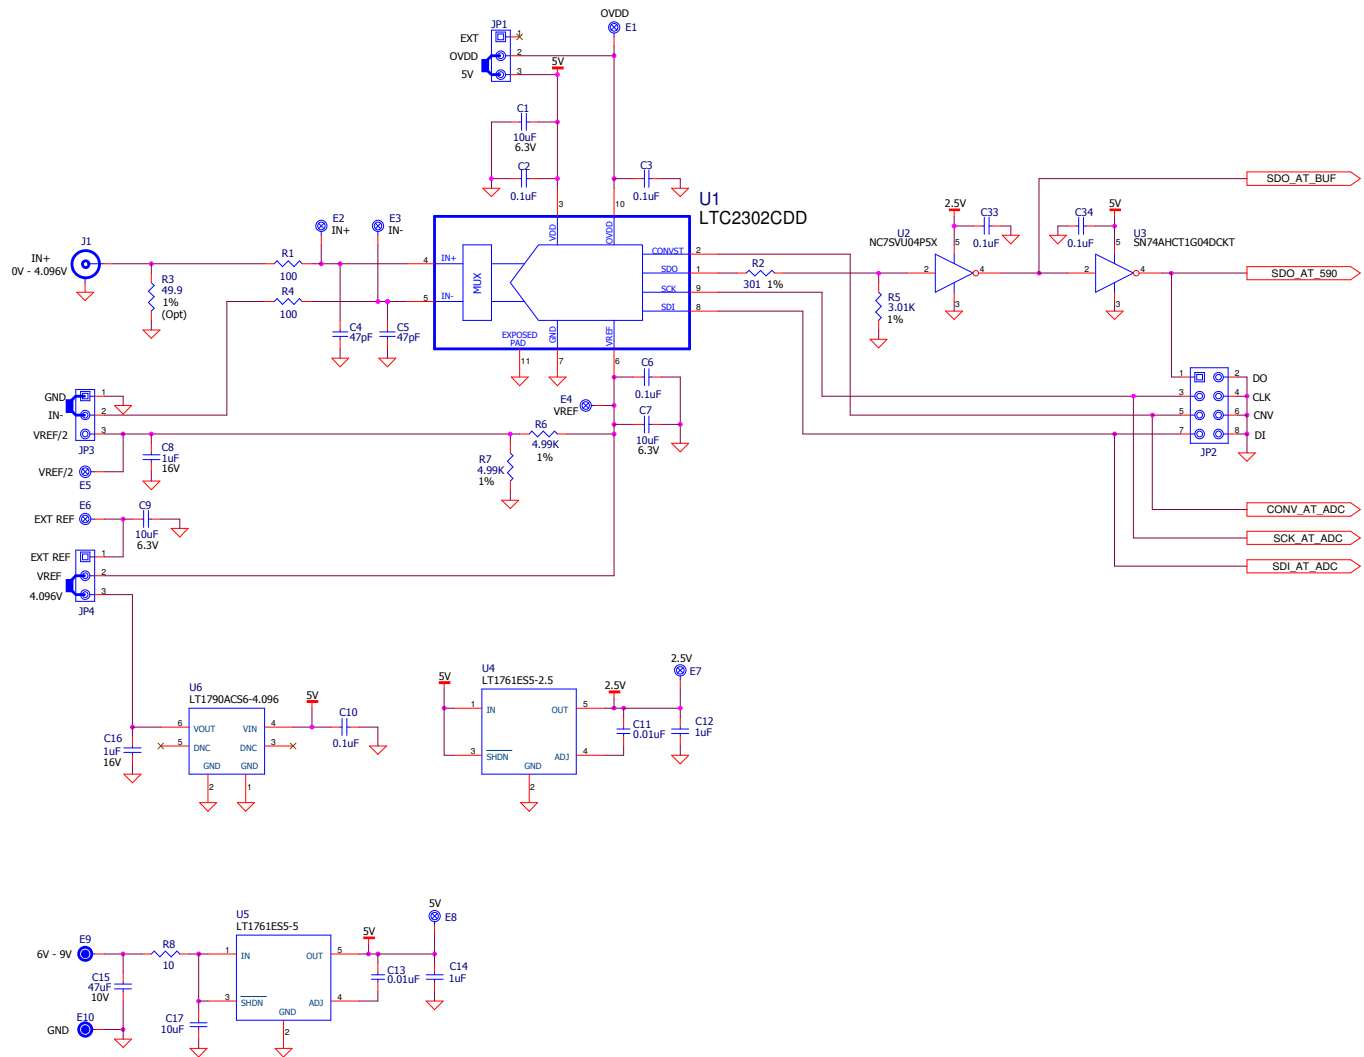 OVDD
E1
JP1
EXT
1
OVDD
2
5V
3
5V
C1
10uF
6.3V
C2
0.1uF
C3
0.1uF
3
10
U1
LTC2302CDD
VDD
OVDD
MUX
IN+
IN-
CONVST
SDO
SCK
SDI
EXPOSED
PAD
GND
VREF
4
5
2
1
9
8
11
7
6
J1
IN+
0V - 4.096V
R3
49.9
1%
(Opt)
R1
100
R4
100
E2
IN+
E3
IN-
C4
47pF
C5
47pF
R2
301 1%
R5
3.01K
1%
U2
NC7SVU04P5X
2.5V
5
2
4
3
C33
0.1uF
C34
0.1uF
5V
5
U3
SN74AHCT1G04DCKT
2
4
3
SDO_AT_BUF
SDO_AT_590
1
2
DO
3
4
CLK
5
6
CNV
7
8
DI
JP2
CONV_AT_ADC
SCK_AT_ADC
SDI_AT_ADC
GND
1
IN-
2
VREF/2
3
JP3
VREF/2
E5
C8
1uF
16V
R6
4.99K
1%
R7
4.99K
1%
E4
VREF
C6
0.1uF
C7
10uF
6.3V
E6
EXT REF
C9
10uF
6.3V
EXT REF
1
VREF
2
4.096V
3
JP4
U6
LT1790ACS6-4.096
6
VOUT
VIN
4
5
DNC
DNC
3
GND
GND
2
1
5V
C10
0.1uF
C16
1uF
16V
5V
U4
LT1761ES5-2.5
1
IN
OUT
5
3
SHDN
ADJ
4
GND
2
2.5V
2.5V
E7
C11
0.01uF
C12
1uF
E9
6V - 9V
R8
10
C15
47uF
10V
E10
GND
C17
10uF
U5
LT1761ES5-5
1
IN
OUT
5
3
SHDN
ADJ
4
GND
2
5V
5V
E8
C13
0.01uF
C14
1uF